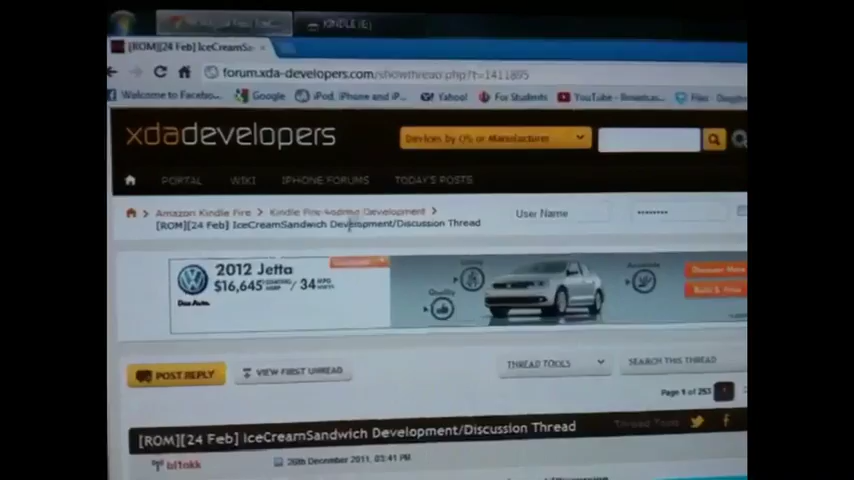 KINDLE (E:)
[ROM][24 Feb] IceCreamSa
forum.xda-developers.com/showthread.php?t=1411895
Welcome to Facebo...
Google
iPod, iPhone and iP...
Yahoo!
For Students
YouTube - Broadcas...
Files
xdadevelopers
Devices by OS or Manufacturer
PORTAL
WIKI
IPHONE FORUMS
TODAY'S POSTS
Amazon Kindle Fire > Kindle Fire Android Development >
[ROM][24 Feb] IceCreamSandwich Development/Discussion Thread
User Name
••••••••
2012 Jetta
$16,645 / 34
Das Auto.
Quality
Discover More
Build & Price
POST REPLY
VIEW FIRST UNREAD
THREAD TOOLS
SEARCH THIS THREAD
Page 1 of 253
[ROM][24 Feb] IceCreamSandwich Development/Discussion Thread
Thread Tools
bl1okk
26th December 2011, 03:41 PM